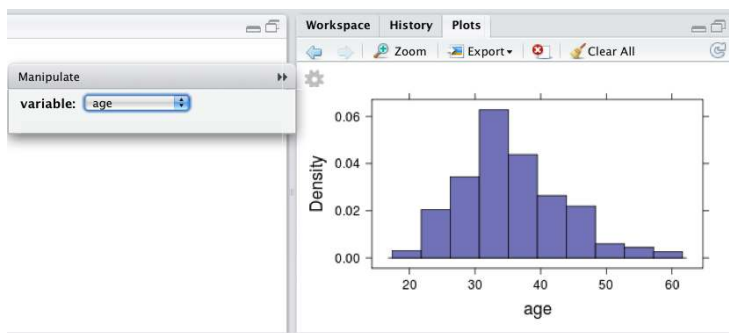 Workspace History Plots
Zoom Export Clear All
Manipulate
variable: age
0.06
0.04
0.02
0.00
Density
20 30 40 50 60
age